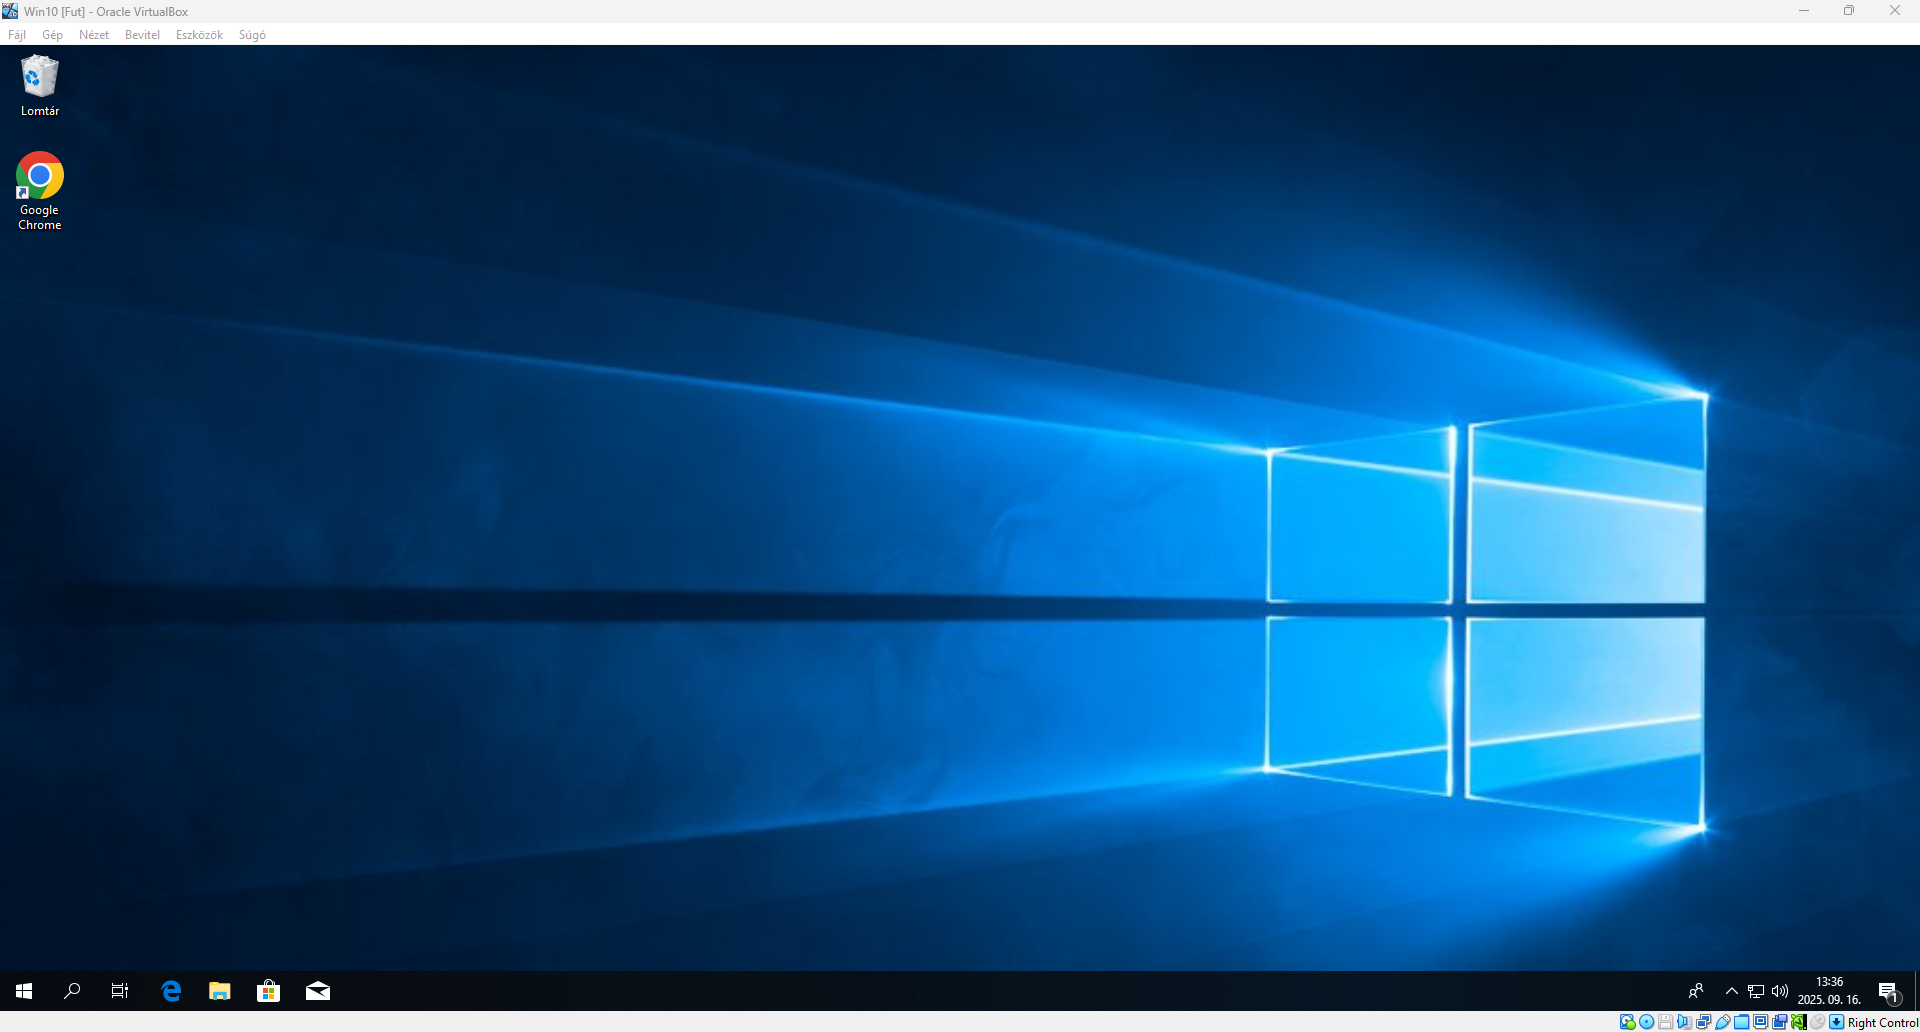 Win10 [Fut] - Oracle VirtualBox
Fájl Gép Nézet Bevitel Eszközök Súgó
Lomtár
Google
Chrome
13:36
2025. 09. 16.
1
Right Control